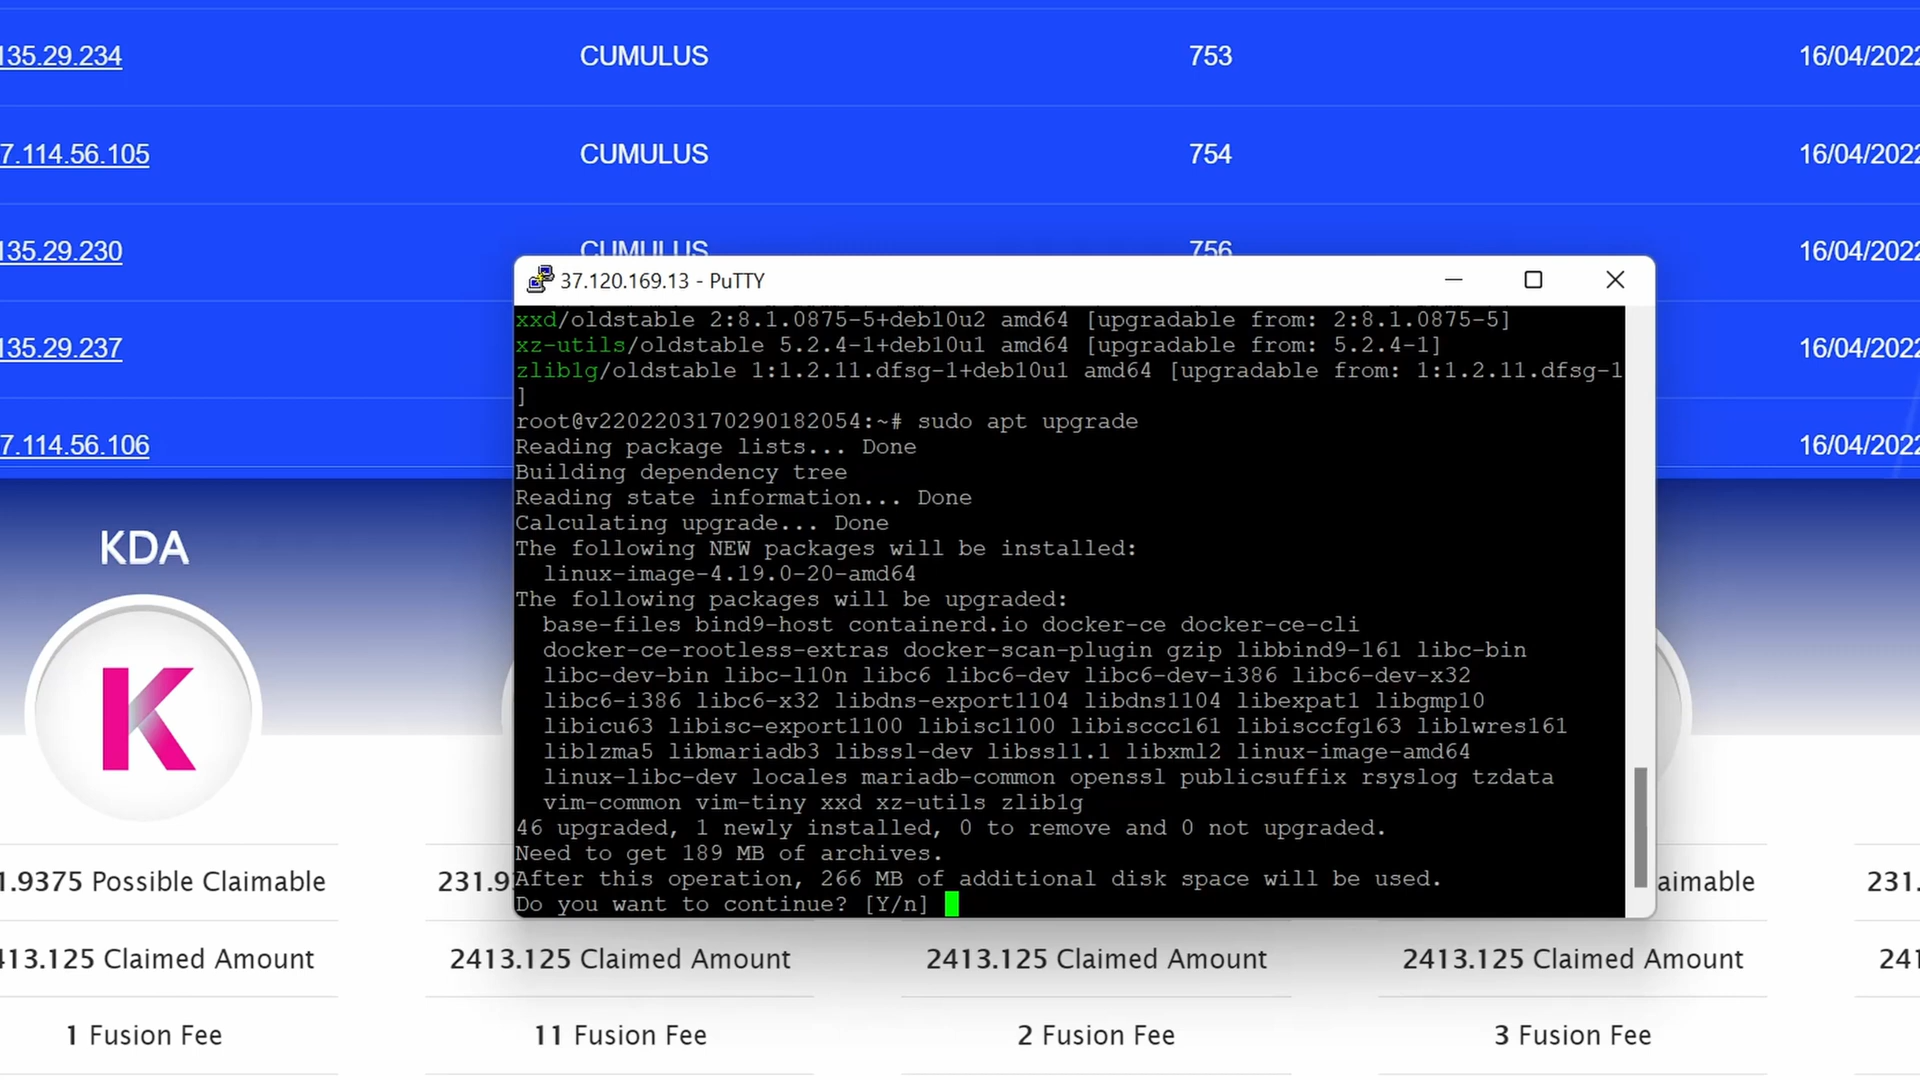 135.29.234 CUMULUS 753 16/04/2022
7.114.56.105 CUMULUS 754 16/04/2022
135.29.230 CUMULUS 756 16/04/2022
135.29.237 16/04/2022
7.114.56.106 16/04/2022
37.120.169.13 - PuTTY
xxd/oldstable 2:8.1.0875-5+deb10u2 amd64 [upgradable from: 2:8.1.0875-5]
xz-utils/oldstable 5.2.4-1+deb10u1 amd64 [upgradable from: 5.2.4-1]
zlib1g/oldstable 1:1.2.11.dfsg-1+deb10u1 amd64 [upgradable from: 1:1.2.11.dfsg-1
]
root@v2202203170290182054:~# sudo apt upgrade
Reading package lists... Done
Building dependency tree
Reading state information... Done
Calculating upgrade... Done
The following NEW packages will be installed:
linux-image-4.19.0-20-amd64
The following packages will be upgraded:
base-files bind9-host containerd.io docker-ce docker-ce-cli
docker-ce-rootless-extras docker-scan-plugin gzip libbind9-161 libc-bin
libc-dev-bin libc-l10n libc6 libc6-dev libc6-dev-i386 libc6-dev-x32
libc6-i386 libc6-x32 libdns-export1104 libdns1104 libexpat1 libgmp10
libicu63 libisc-export1100 libisc1100 libisccc161 libisccfg163 liblwres161
liblzma5 libmariadb3 libssl-dev libssl1.1 libxml2 linux-image-amd64
linux-libc-dev locales mariadb-common openssl publicsuffix rsyslog tzdata
vim-common vim-tiny xxd xz-utils zlib1g
46 upgraded, 1 newly installed, 0 to remove and 0 not upgraded.
Need to get 189 MB of archives.
After this operation, 266 MB of additional disk space will be used.
Do you want to continue? [Y/n]
KDA
K
1.9375 Possible Claimable 231.9 aimable 231.
413.125 Claimed Amount 2413.125 Claimed Amount 2413.125 Claimed Amount 2413.125 Claimed Amount 241
1 Fusion Fee 11 Fusion Fee 2 Fusion Fee 3 Fusion Fee